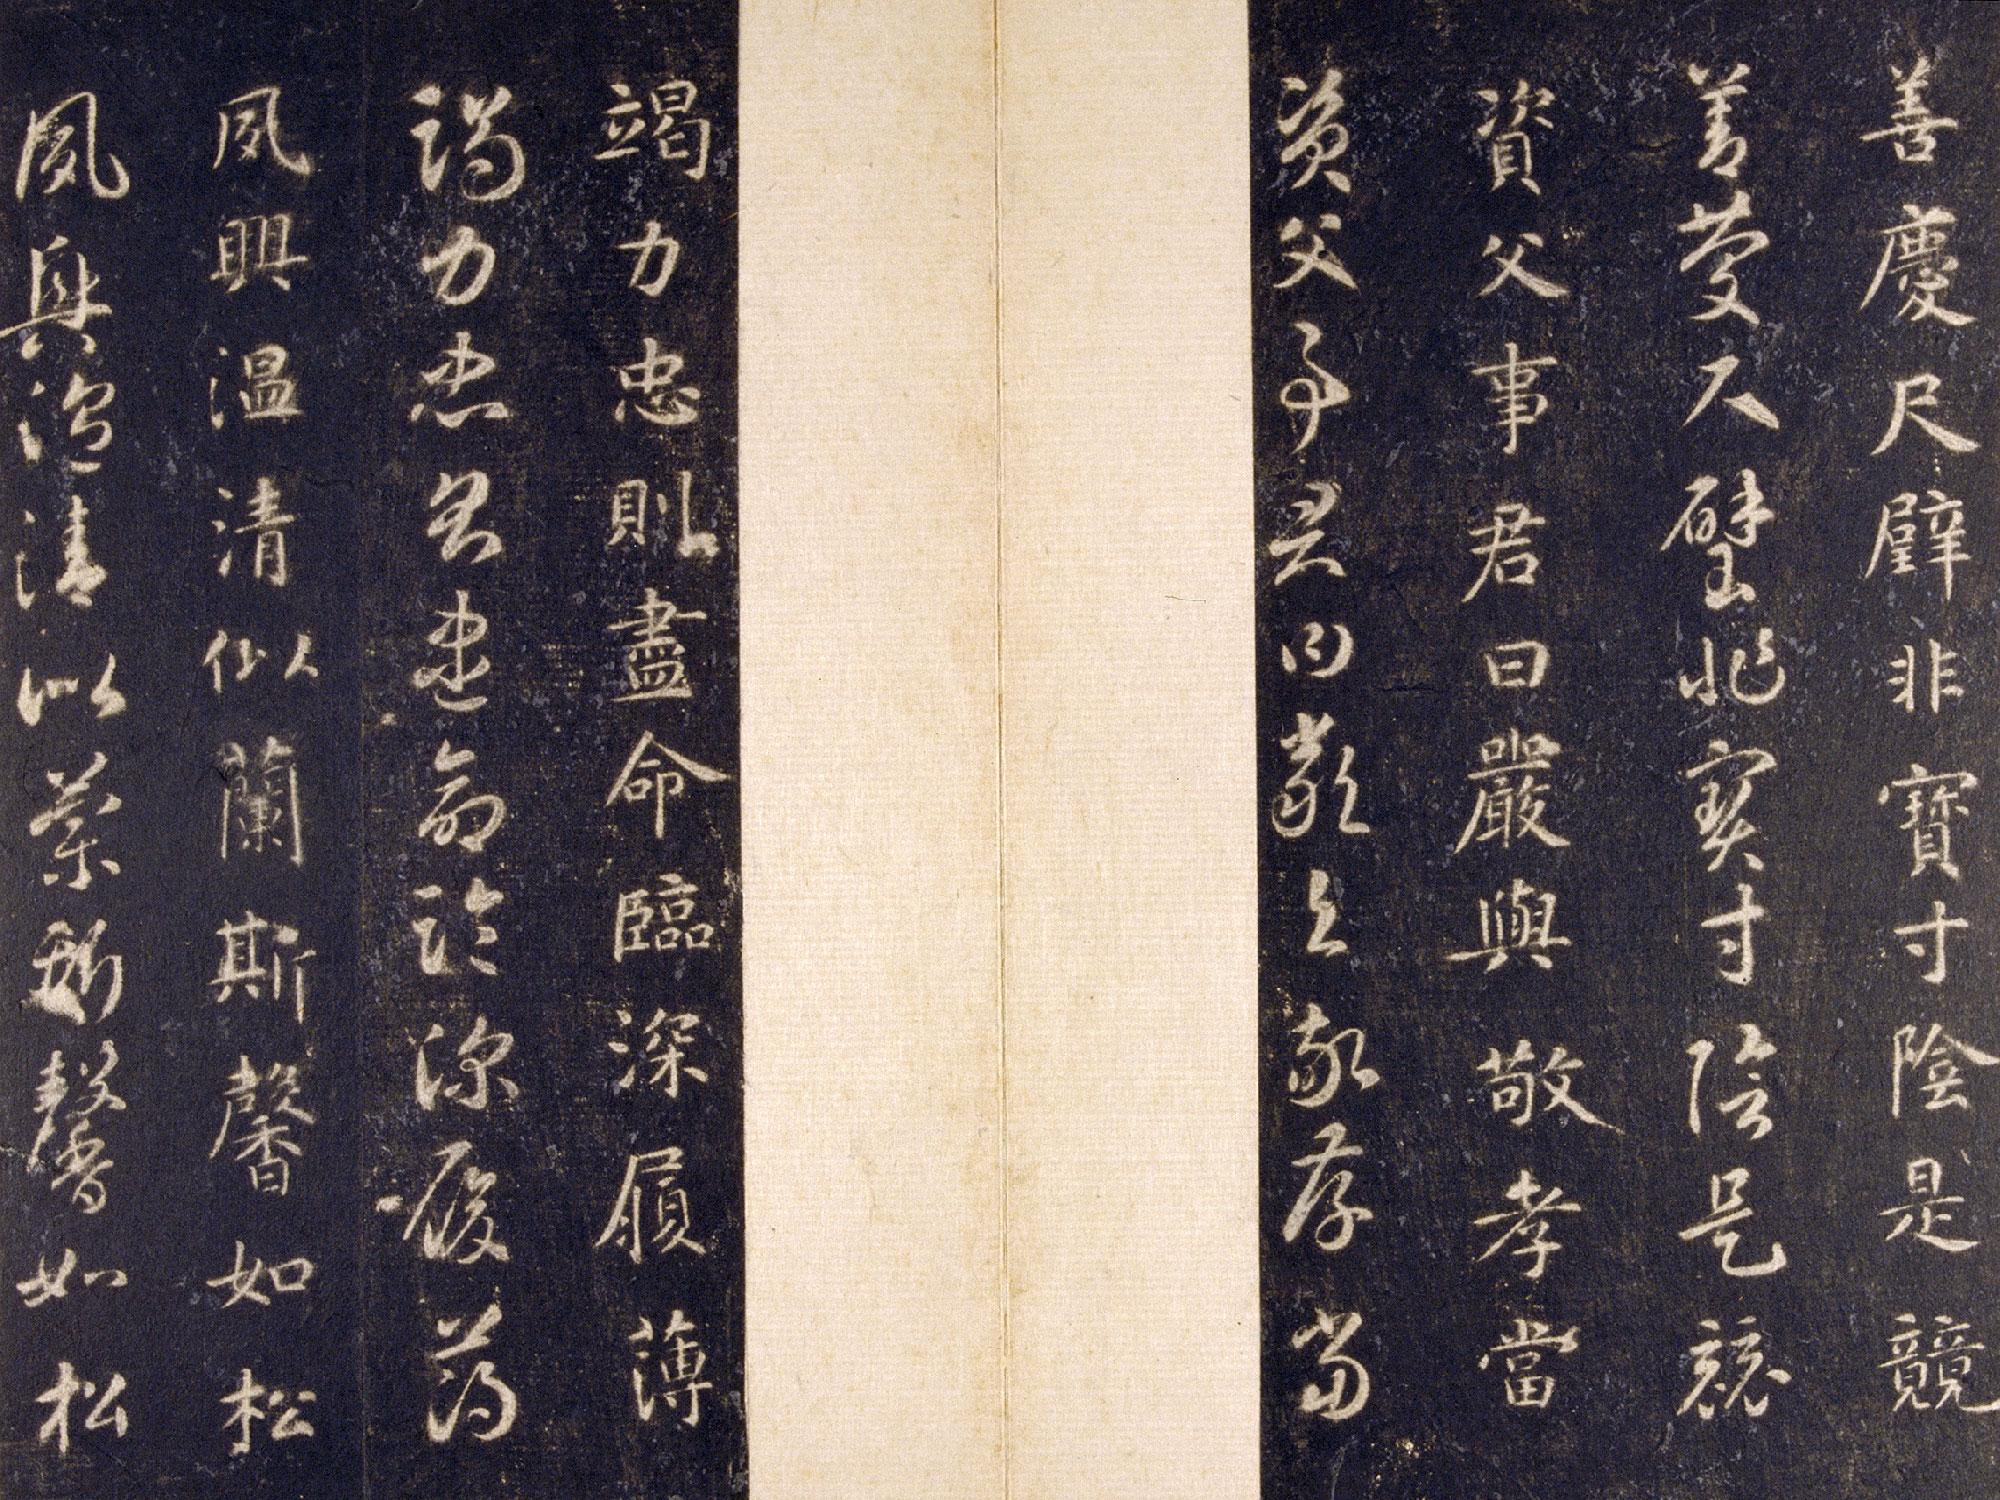 善慶尺璧非寶寸陰是競
善慶尺璧非寶寸陰是競
資父事君曰嚴與敬孝當
資父事君曰嚴與敬孝當
竭力忠則盡命臨深履薄
竭力忠則盡命臨深履薄
夙興温凊似蘭斯馨如松
夙興温凊似蘭斯馨如松